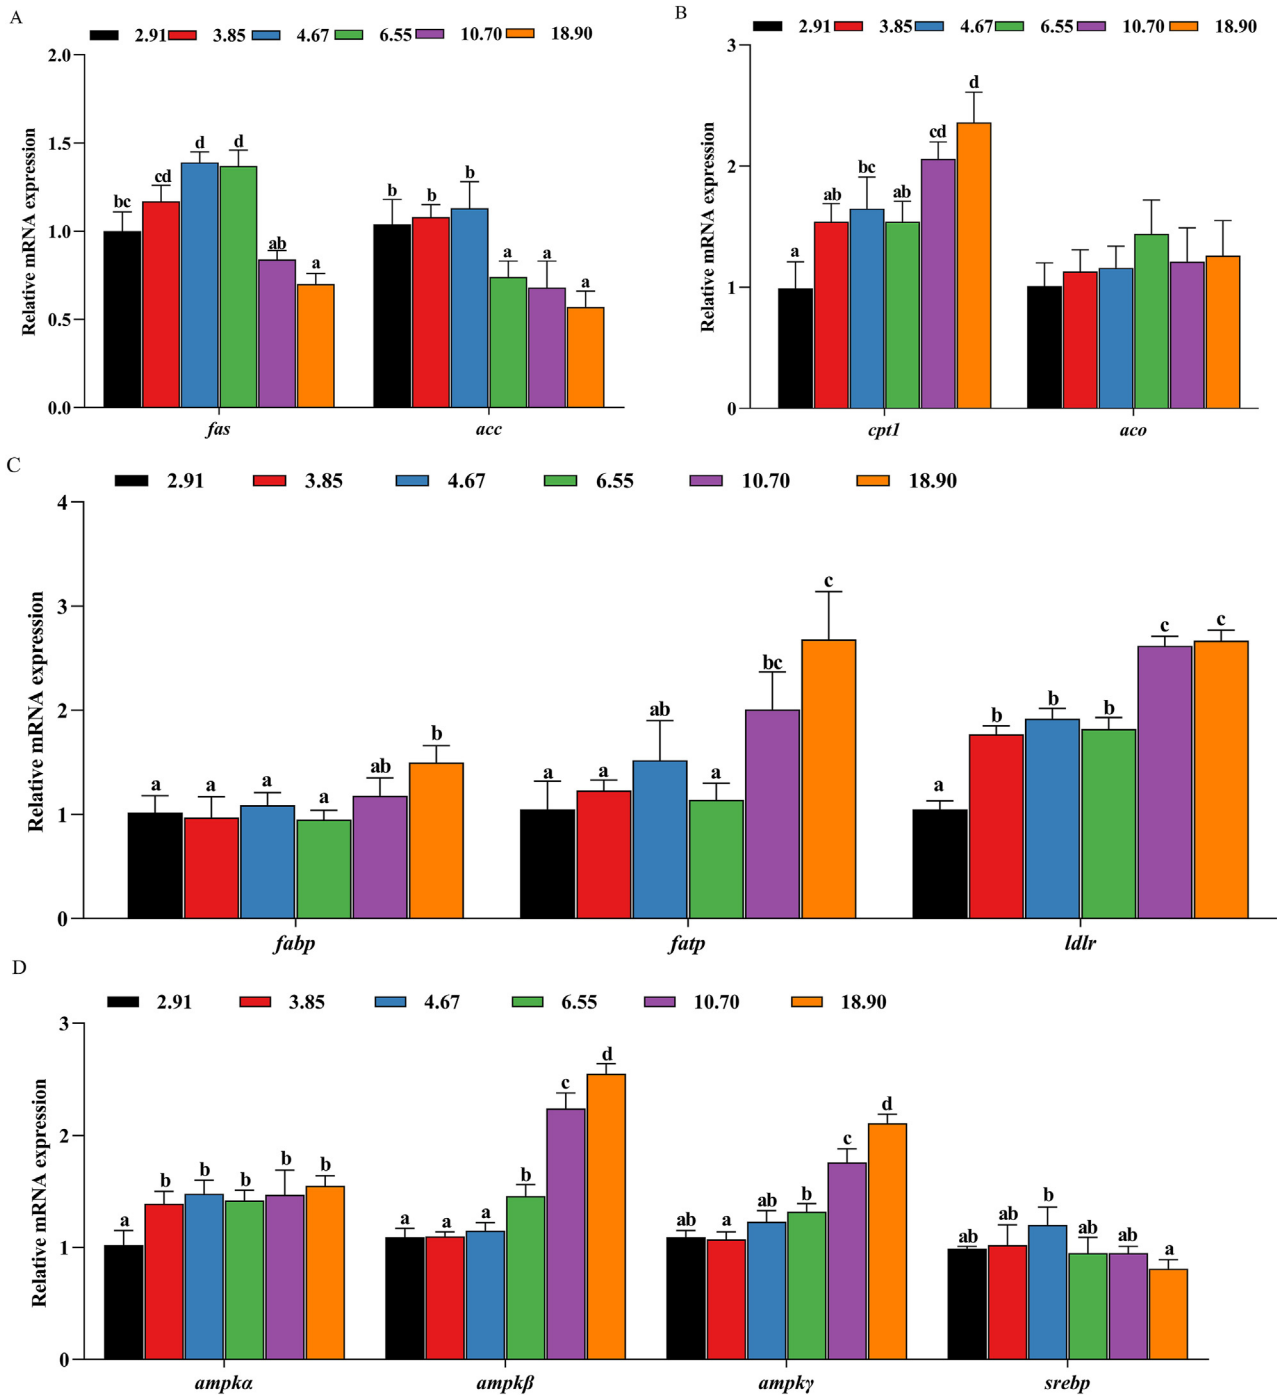 A
2.91 3.85 4.67 6.55 10.70 18.90
Relative mRNA expression
2.0
1.5
1.0
0.5
0.0
bc cd d d ab a
b b b a a a
fas acc
B
2.91 3.85 4.67 6.55 10.70 18.90
Relative mRNA expression
3
2
1
0
a ab bc ab cd d
cpt1 aco
C
2.91 3.85 4.67 6.55 10.70 18.90
Relative mRNA expression
4
3
2
1
0
a a a a ab b
a a ab a bc c
a b b b c c
fabp fatp ldlr
D
2.91 3.85 4.67 6.55 10.70 18.90
Relative mRNA expression
3
2
1
0
a b b b b b
a a a b c d
ab a ab b c d
ab ab b ab ab a
ampkα ampkβ ampkγ srebp